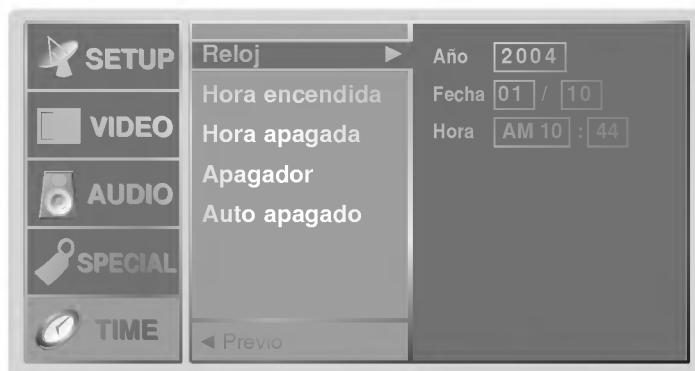 SETUP
VIDEO
AUDIO
SPECIAL
TIME
Reloj ▶
Hora encendida
Hora apagada
Apagador
Auto apagado
◀ Previo
Año 2004
Fecha 01 / 10
Hora AM 10 : 44